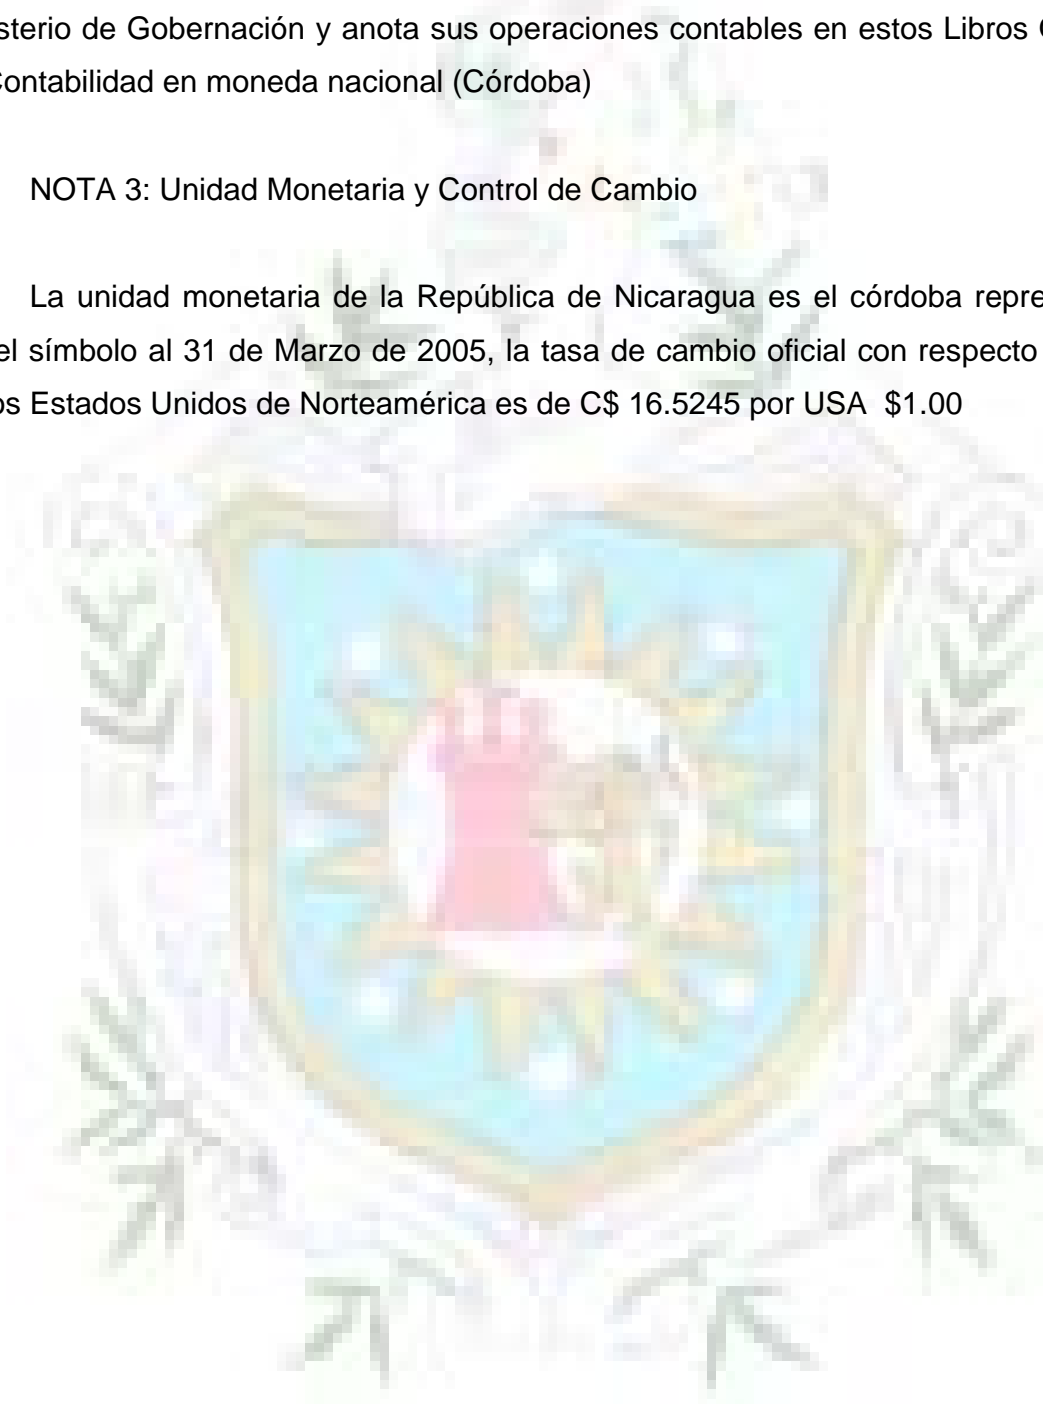 sterio de Gobernación y anota sus operaciones contables en estos Libros
Contabilidad en moneda nacional (Córdoba)
NOTA 3: Unidad Monetaria y Control de Cambio
La unidad monetaria de la República de Nicaragua es el córdoba repre
el símbolo al 31 de Marzo de 2005, la tasa de cambio oficial con respecto
os Estados Unidos de Norteamérica es de C$ 16.5245 por USA $1.00